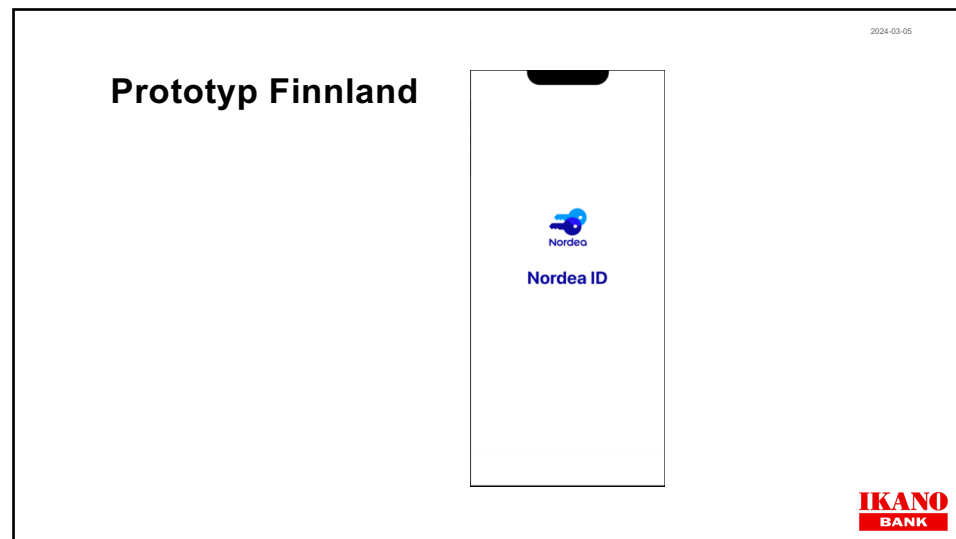 2024-03-05
Prototyp Finnland
Nordea
Nordea ID
IKANO
BANK